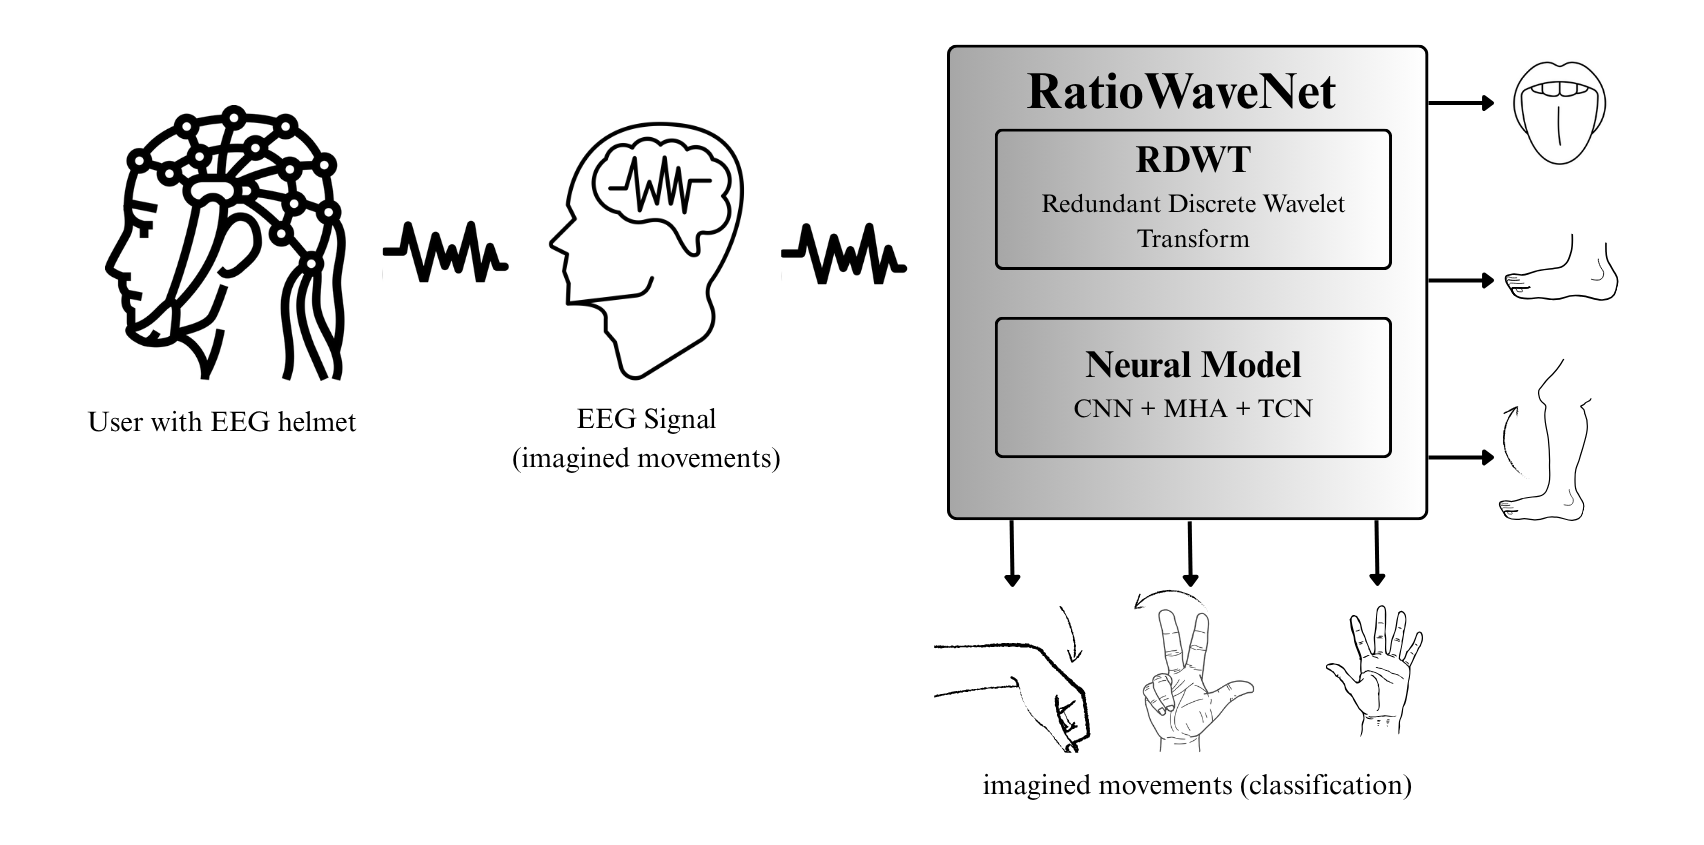 User with EEG helmet
EEG Signal
(imagined movements)
RatioWaveNet
RDWT
Redundant Discrete Wavelet
Transform
Neural Model
CNN + MHA + TCN
imagined movements (classification)